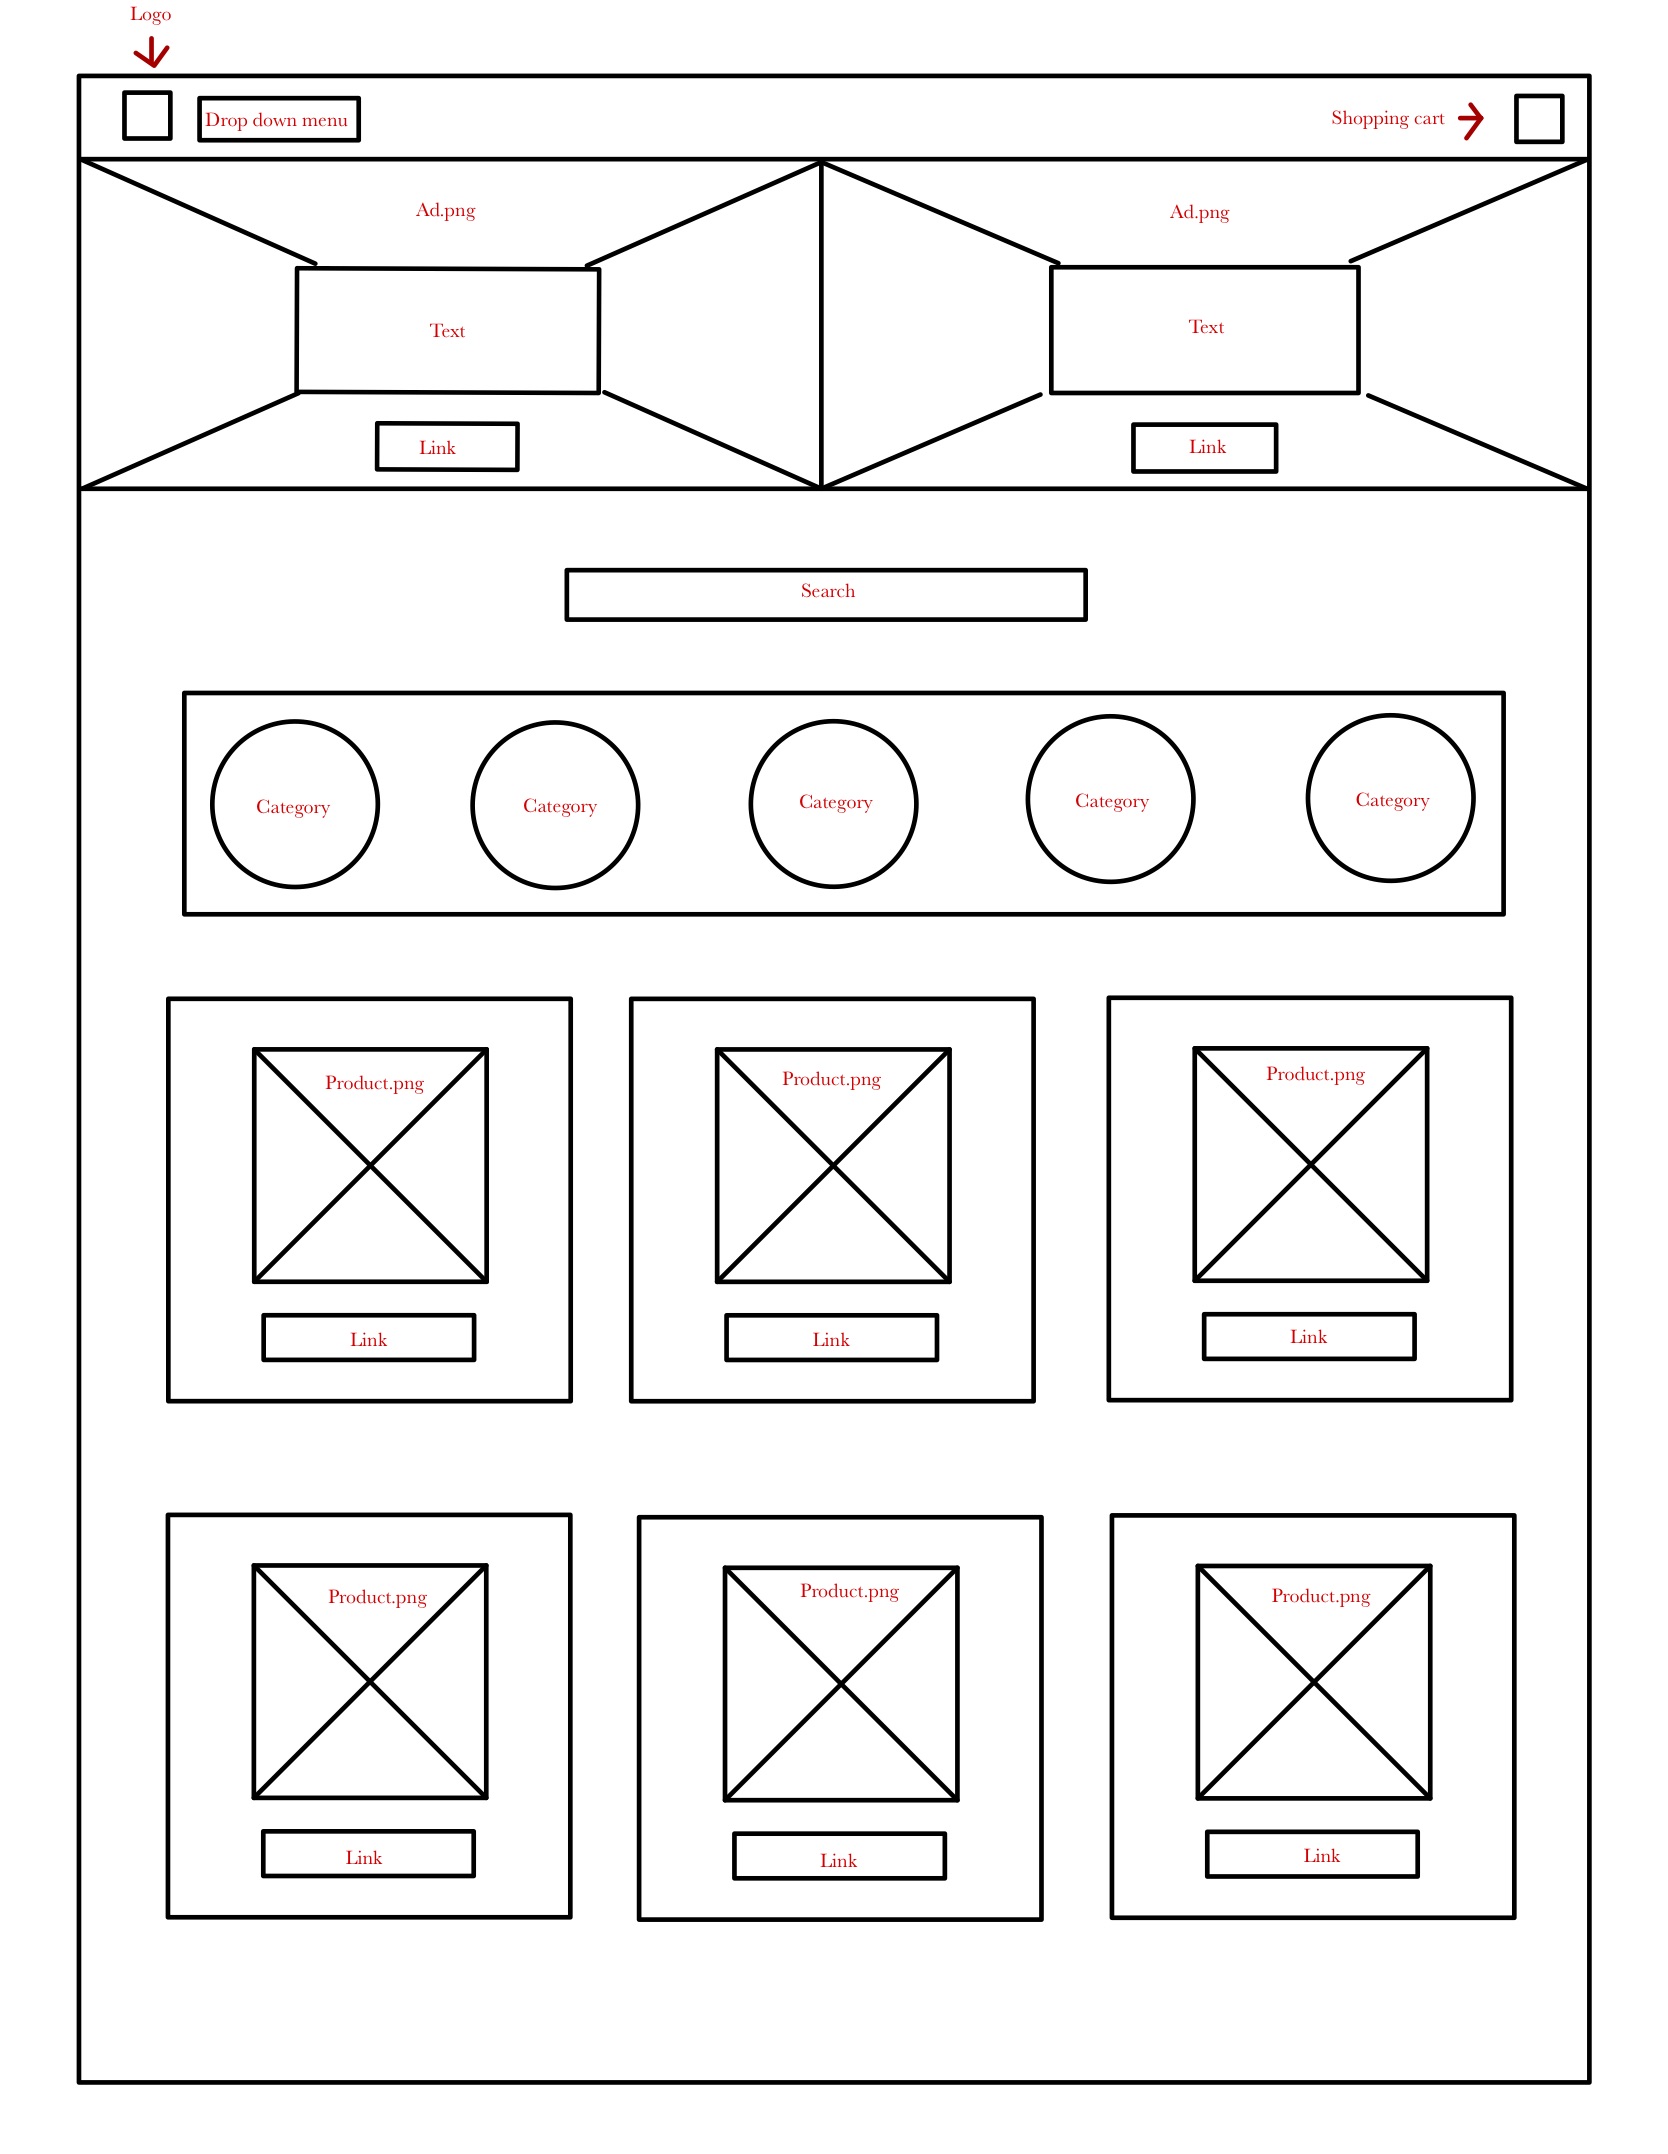 Logo
Drop down menu
Shopping cart
Ad.png
Ad.png
Text
Text
Link
Link
Search
Category
Category
Category
Category
Category
Product.png
Product.png
Product.png
Link
Link
Link
Product.png
Product.png
Product.png
Link
Link
Link